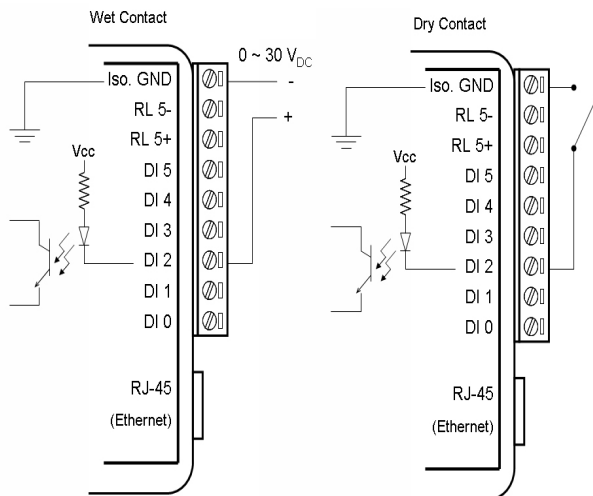 Wet Contact
0 ~ 30 VDC
Iso. GND
-
RL 5-
+
RL 5+
Vcc
DI 5
DI 4
DI 3
DI 2
DI 1
DI 0
RJ-45
(Ethernet)
Dry Contact
Iso. GND
RL 5-
RL 5+
Vcc
DI 5
DI 4
DI 3
DI 2
DI 1
DI 0
RJ-45
(Ethernet)